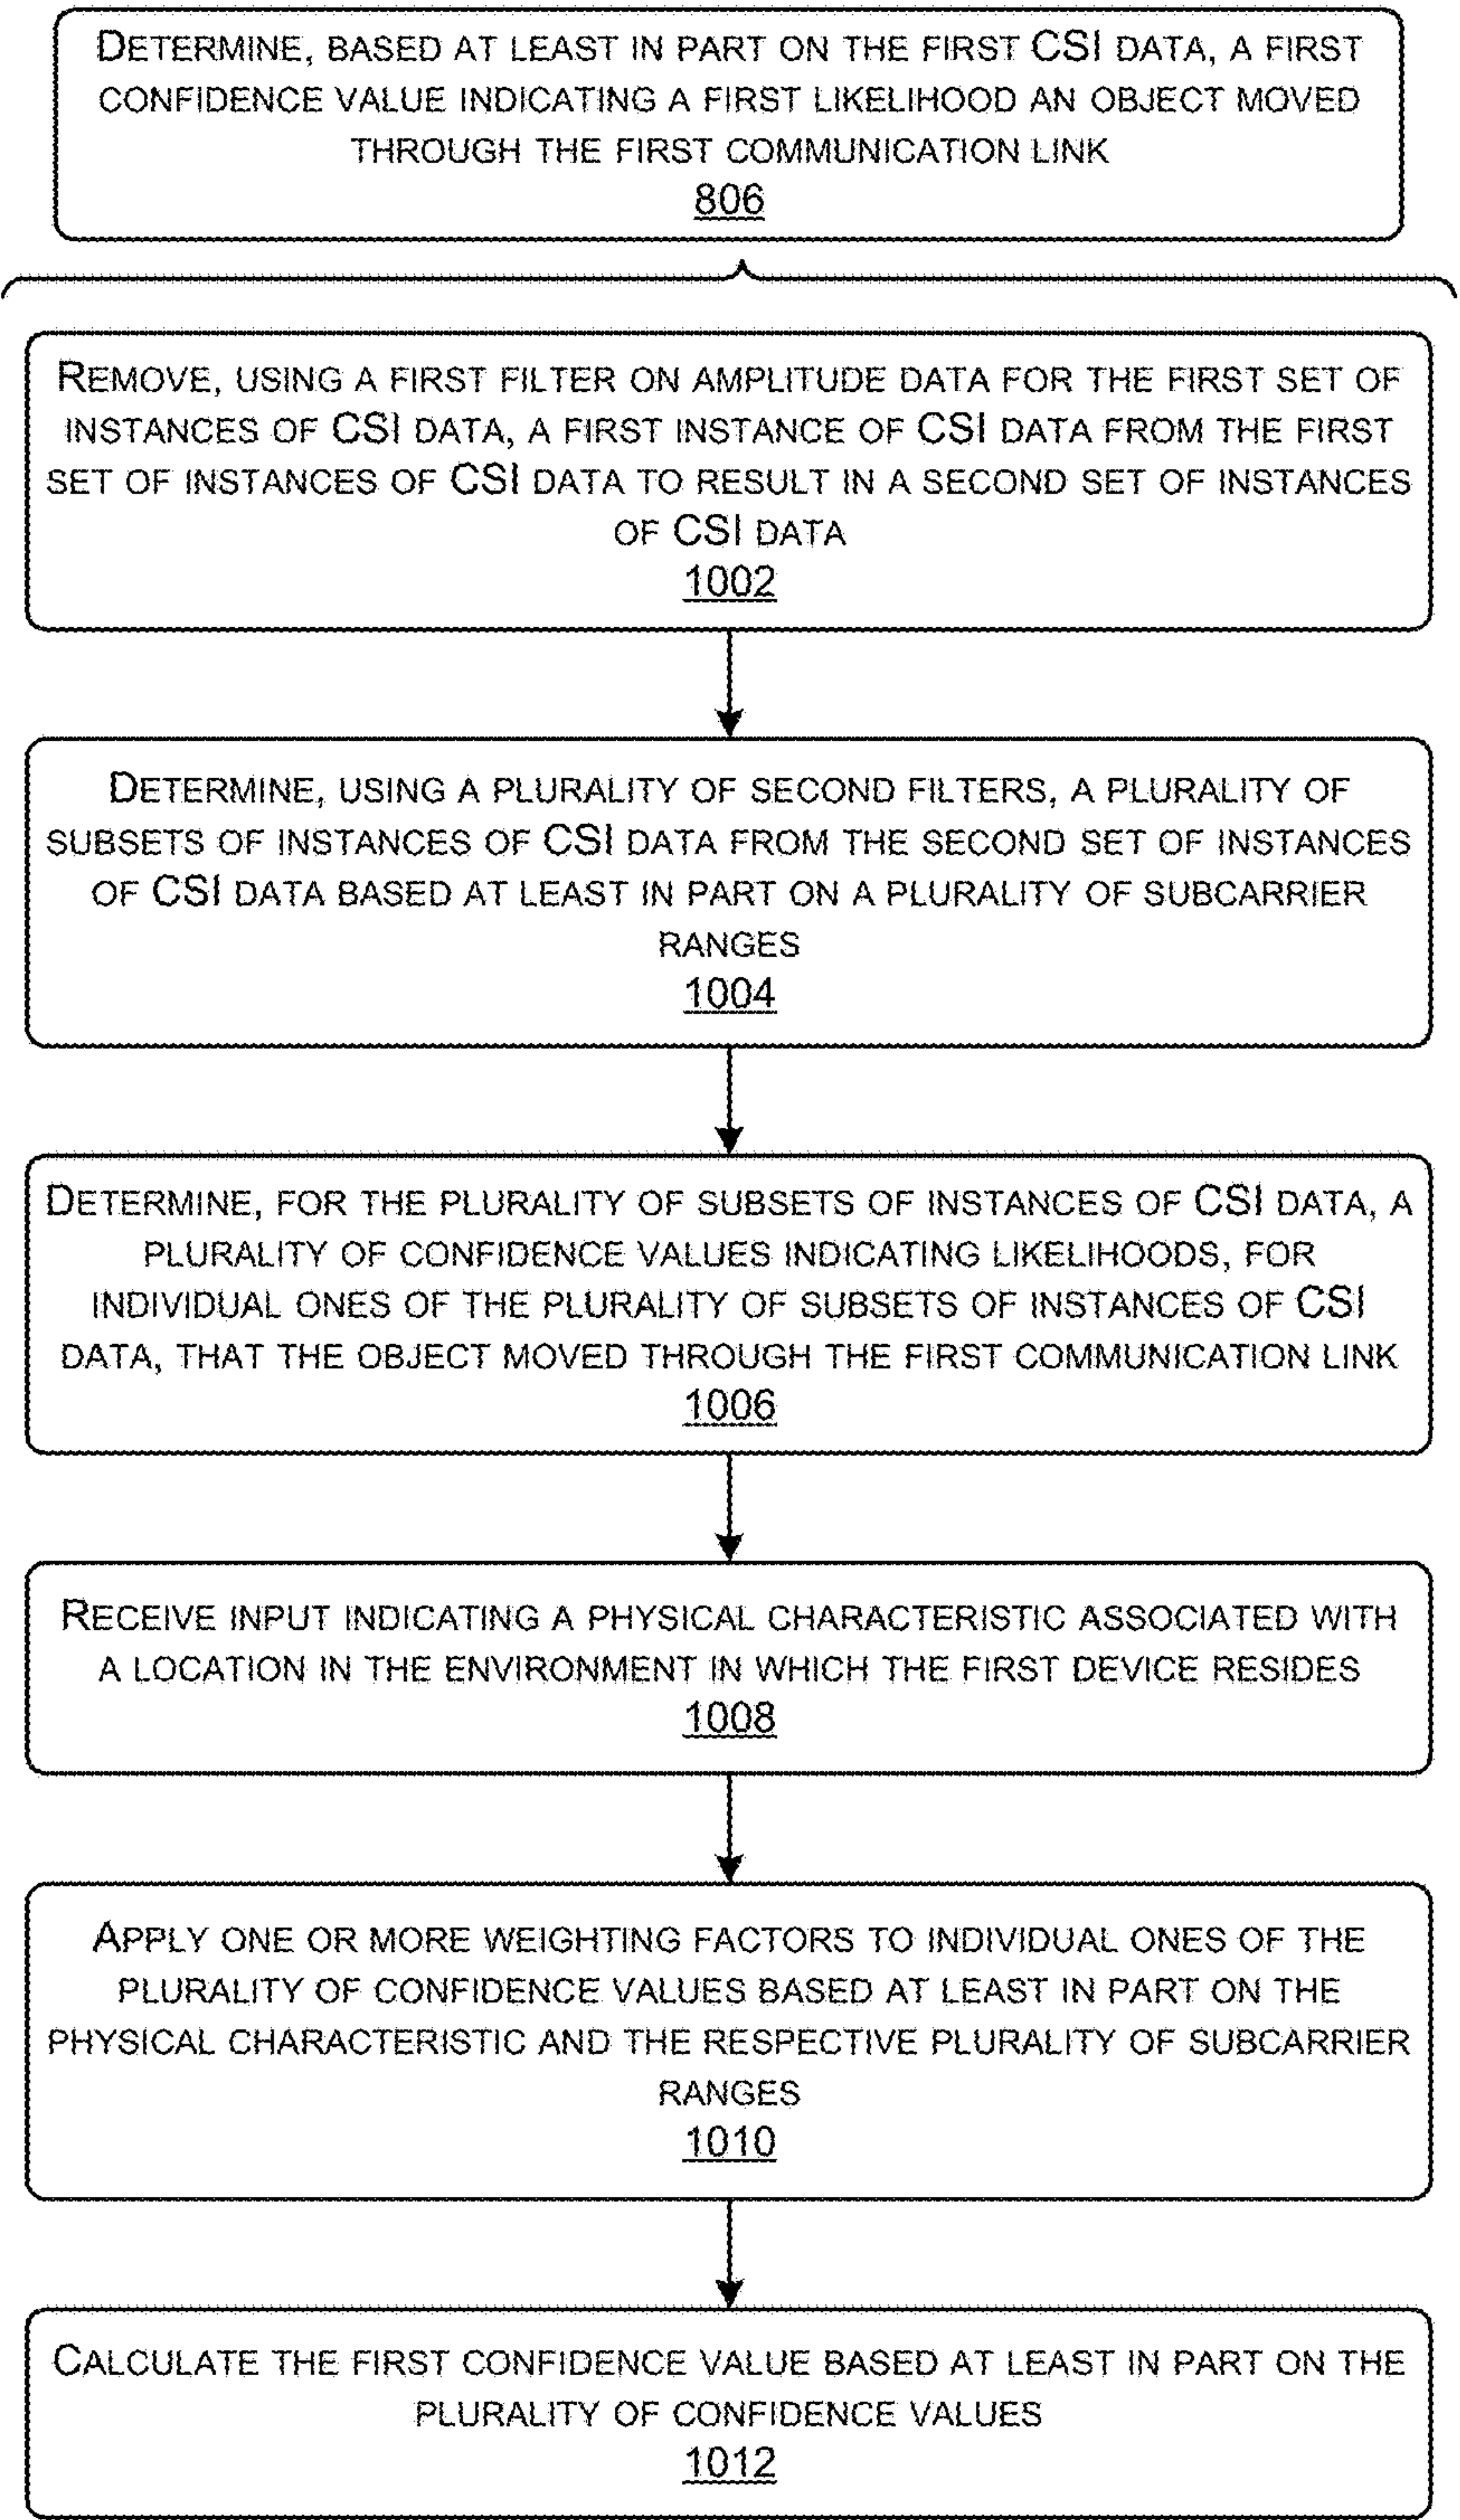 DETERMINE, BASED AT LEAST IN PART ON THE FIRST CSI DATA, A FIRST
CONFIDENCE VALUE INDICATING A FIRST LIKELIHOOD AN OBJECT MOVED
THROUGH THE FIRST COMMUNICATION LINK
806
REMOVE, USING A FIRST FILTER ON AMPLITUDE DATA FOR THE FIRST SET OF
INSTANCES OF CSI DATA, A FIRST INSTANCE OF CSI DATA FROM THE FIRST
SET OF INSTANCES OF CSI DATA TO RESULT IN A SECOND SET OF INSTANCES
OF CSI DATA
1002
DETERMINE, USING A PLURALITY OF SECOND FILTERS, A PLURALITY OF
SUBSETS OF INSTANCES OF CSI DATA FROM THE SECOND SET OF INSTANCES
OF CSI DATA BASED AT LEAST IN PART ON A PLURALITY OF SUBCARRIER
RANGES
1004
DETERMINE, FOR THE PLURALITY OF SUBSETS OF INSTANCES OF CSI DATA, A
PLURALITY OF CONFIDENCE VALUES INDICATING LIKELIHOODS, FOR
INDIVIDUAL ONES OF THE PLURALITY OF SUBSETS OF INSTANCES OF CSI
DATA, THAT THE OBJECT MOVED THROUGH THE FIRST COMMUNICATION LINK
1006
RECEIVE INPUT INDICATING A PHYSICAL CHARACTERISTIC ASSOCIATED WITH
A LOCATION IN THE ENVIRONMENT IN WHICH THE FIRST DEVICE RESIDES
1008
APPLY ONE OR MORE WEIGHTING FACTORS TO INDIVIDUAL ONES OF THE
PLURALITY OF CONFIDENCE VALUES BASED AT LEAST IN PART ON THE
PHYSICAL CHARACTERISTIC AND THE RESPECTIVE PLURALITY OF SUBCARRIER
RANGES
1010
CALCULATE THE FIRST CONFIDENCE VALUE BASED AT LEAST IN PART ON THE
PLURALITY OF CONFIDENCE VALUES
1012